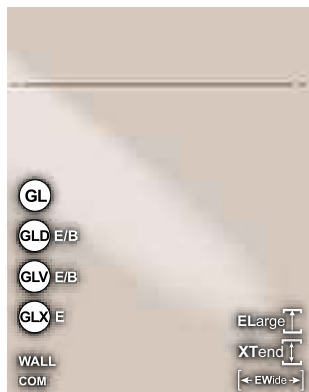 GL
GLD E/B
GLV E/B
GLX E
WALL
COM
ELarge
XTend
EWide